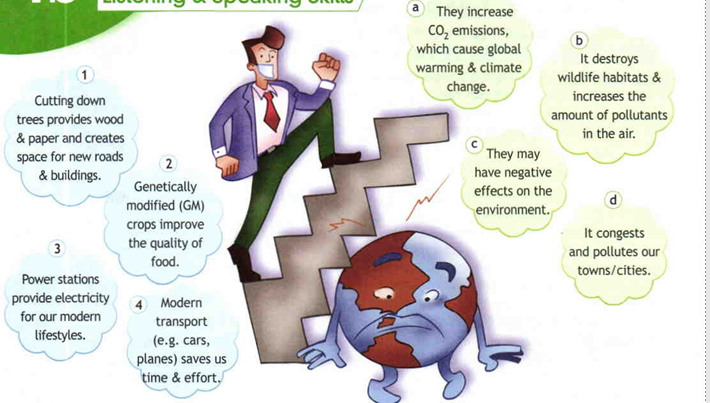 Listening & Speaking Skills
1
Cutting down
trees provides wood
& paper and creates
space for new roads
& buildings.
2
Genetically
modified (GM)
crops improve
the quality of
food.
3
Power stations
provide electricity
for our modern
lifestyles.
4 Modern
transport
(e.g. cars,
planes) saves us
time & effort.
a
They increase
CO₂ emissions,
which cause global
warming & climate
change.
b
It destroys
wildlife habitats &
increases the
amount of pollutants
in the air.
c
They may
have negative
effects on the
environment.
d
It congests
and pollutes our
towns/cities.